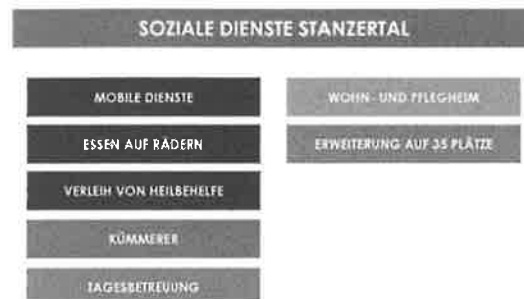 SOZIALE DIENSTE STANZERTAL
MOBILE DIENSTE
ESSEN AUF RÄDERN
VERLEIH VON HEILBEHELFE
KÜMMERER
TAGESBETREUUNG
WOHN- UND PFLEGHEIM
ERWEITERUNG AUF 35 PLÄTZE